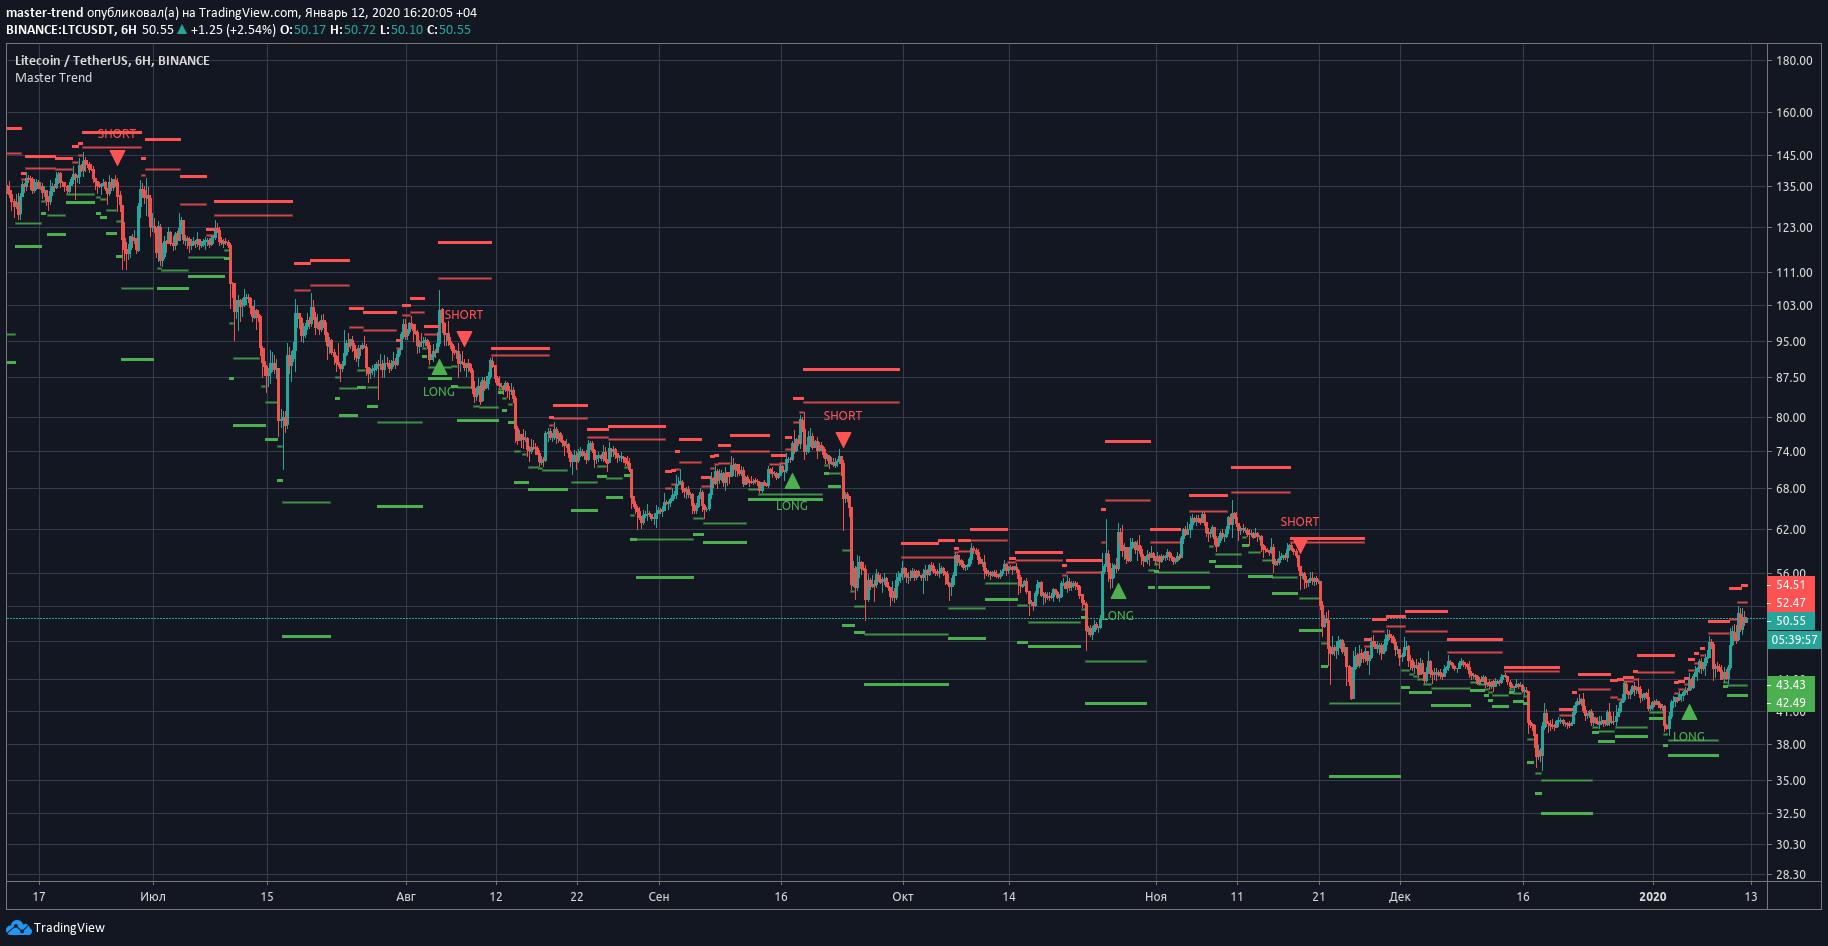 master-trend опубликовал(а) на TradingView.com, Январь 12, 2020 16:20:05 +04
BINANCE:LTCUSDT, 6H 50.55 ▲ +1.25 (+2.54%) O:50.17 H:50.72 L:50.10 C:50.55
Litecoin / TetherUS, 6H, BINANCE
Master Trend
SHORT
SHORT
LONG
SHORT
LONG
SHORT
LONG
LONG
180.00
160.00
145.00
135.00
123.00
111.00
103.00
95.00
87.50
80.00
74.00
68.00
62.00
56.00
54.51
52.47
50.55
05:39:57
43.43
42.49
41.00
38.00
35.00
32.50
30.30
28.30
17 Июл 15 Авг 12 22 Сен 16 Окт 14 Ноя 11 21 Дек 16 2020 13
TradingView